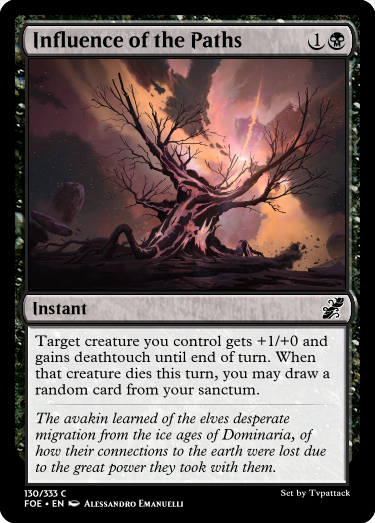 Influence of the Paths 1
Instant
Target creature you control gets +1/+0 and
gains deathtouch until end of turn. When
that creature dies this turn, you may draw a
random card from your sanctum.
The avakin learned of the elves desperate
migration from the ice ages of Dominaria, of
how their connections to the earth were lost due
to the great power they took with them.
130/333 C
FOE • EN Alessandro Emanuelli
Set by Tvpattack